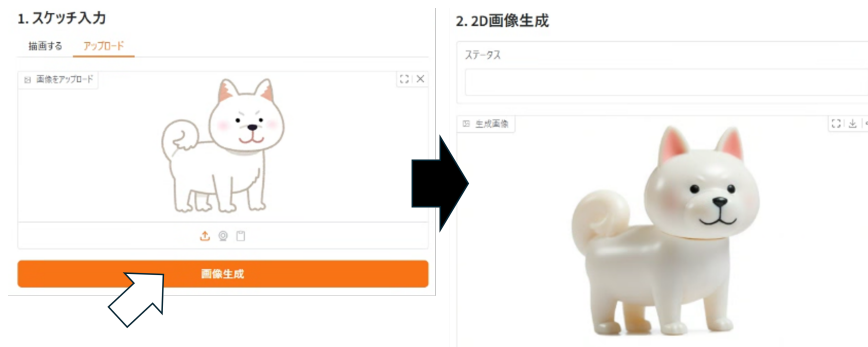 1. スケッチ入力
描画する アップロード
画像をアップロード
画像生成
2. 2D画像生成
ステータス
生成画像